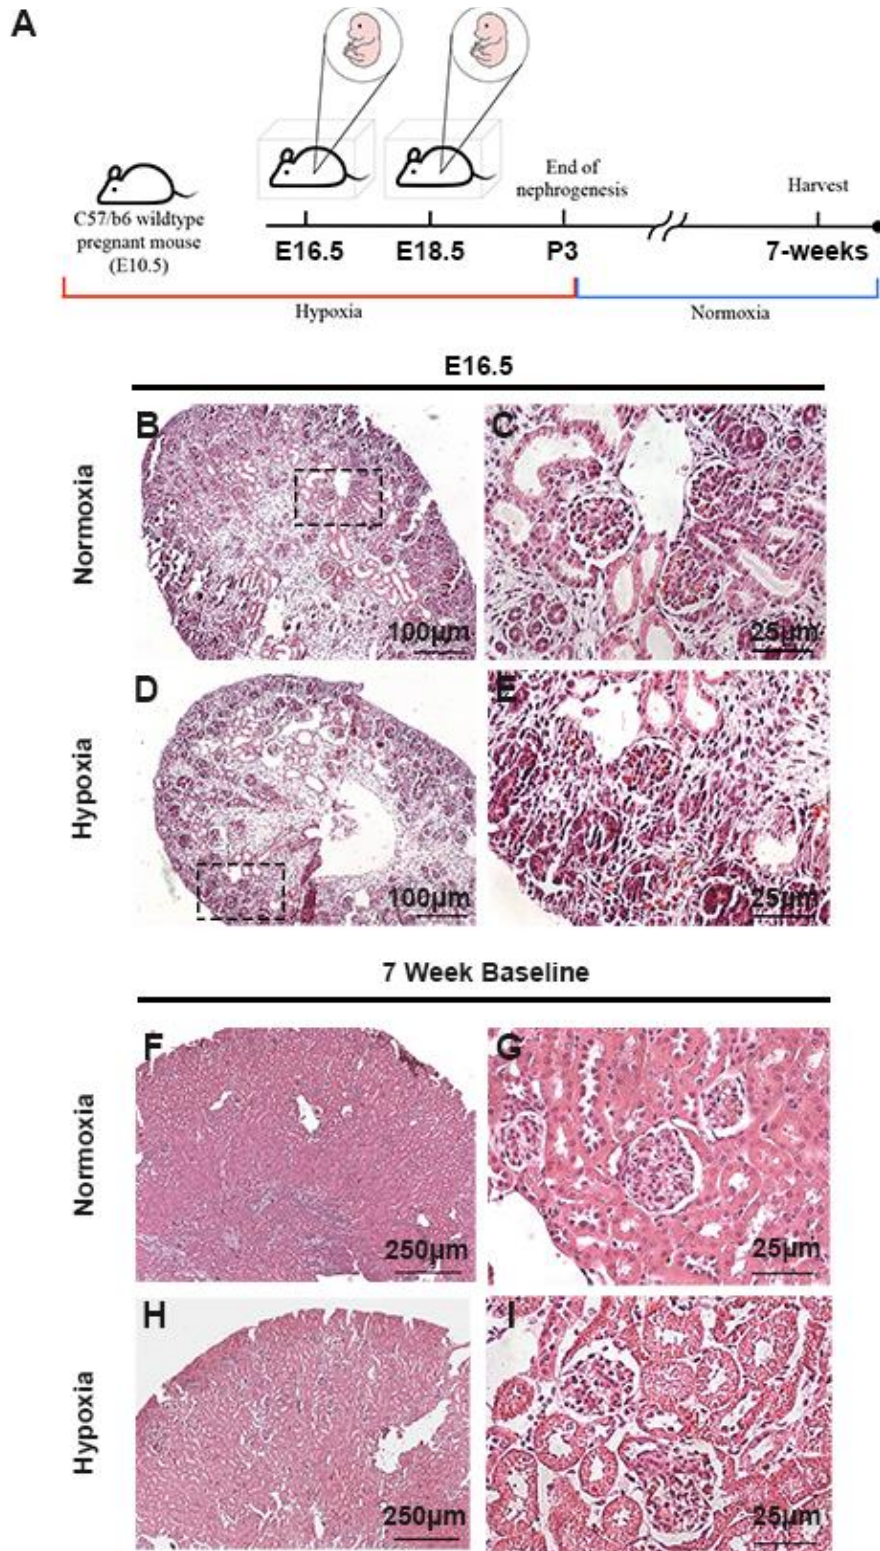 A
C57/b6 wildtype
pregnant mouse
(E10.5)
End of
nephrogenesis
Harvest
E16.5
E18.5
P3
7-weeks
Hypoxia
Normoxia
E16.5
Normoxia
B
100µm
C
25µm
Hypoxia
D
100µm
E
25µm
7 Week Baseline
Normoxia
F
250µm
G
25µm
Hypoxia
H
250µm
I
25µm